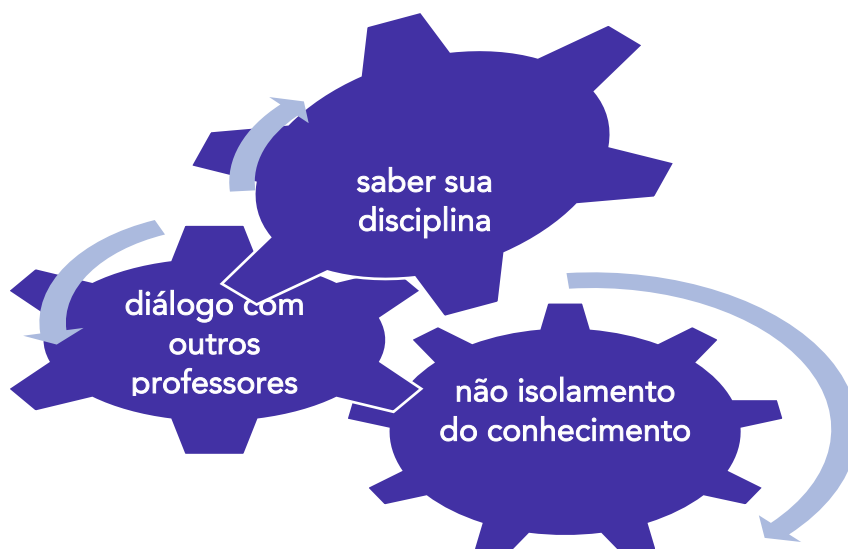 saber sua
disciplina
diálogo com
outros
professores
não isolamento
do conhecimento